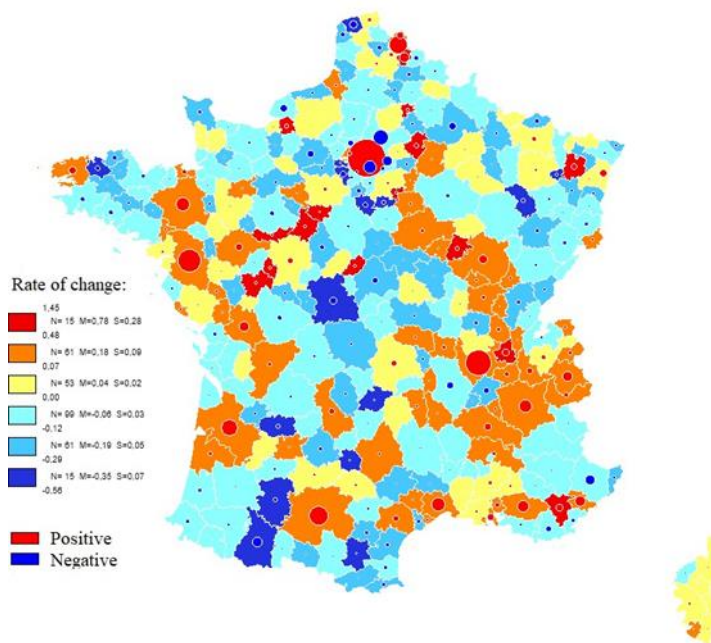 Rate of change:
1,45
N= 15 M=0,78 S=0,28
0,48
N= 61 M=0,18 S=0,09
0,07
N= 53 M=0,04 S=0,02
0,00
N= 99 M=-0,06 S=0,03
-0,12
N= 61 M=-0,19 S=0,05
-0,29
N= 15 M=-0,35 S=0,07
-0,56
Positive
Negative